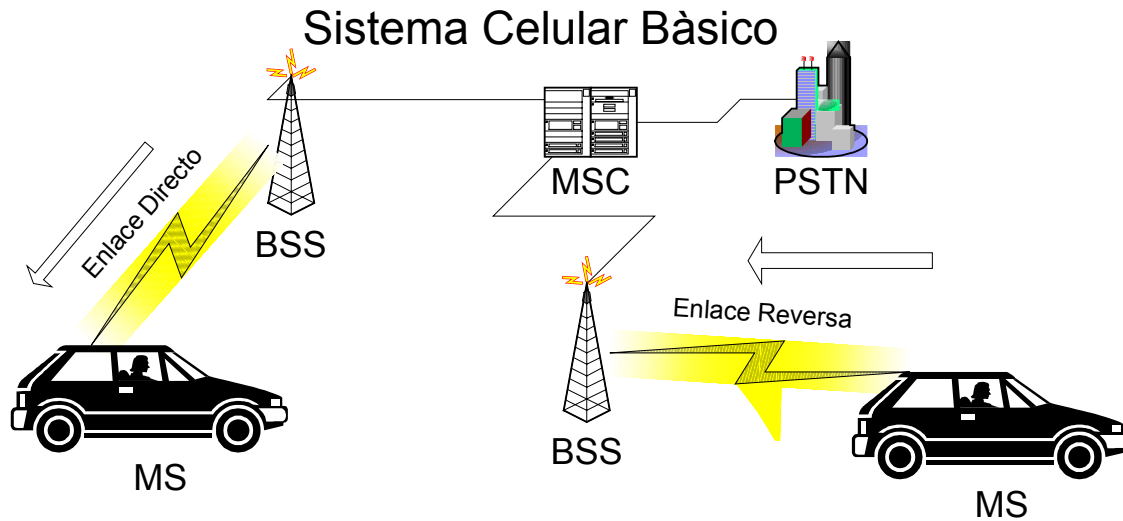 Sistema Celular Bàsico
MSC
PSTN
Enlace Directo
BSS
Enlace Reversa
BSS
MS
MS